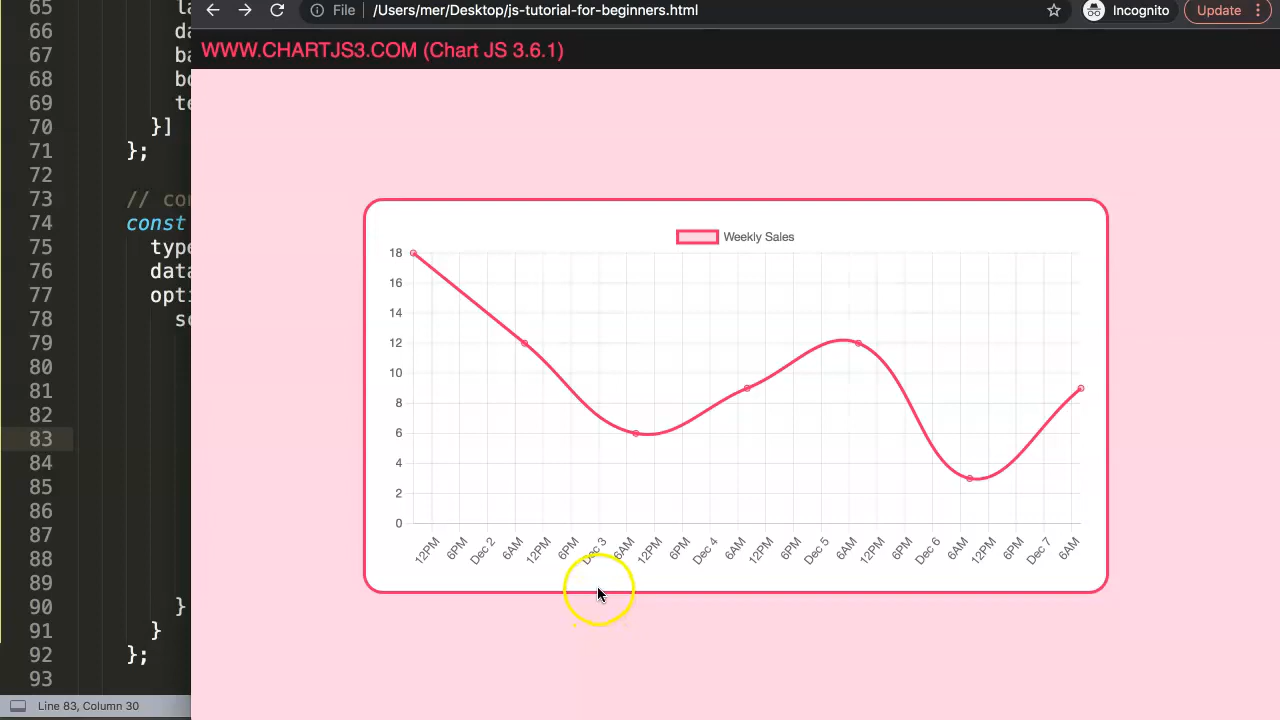 File /Users/mer/Desktop/js-tutorial-for-beginners.html Incognito Update
WWW.CHARTJS3.COM (Chart JS 3.6.1)
65
66 da
67 ba
68 bo
69 te
70 }]
71 };
72
73 // con
74 const
75 type
76 data
77 opti
78 sc
79
80
81
82
83
84
85
86
87
88
89
90 }
91 }
92 };
93
Line 83, Column 30
Weekly Sales
18
16
14
12
10
8
6
4
2
0
12PM 6PM Dec 2 6AM 12PM 6PM Dec 3 6AM 12PM 6PM Dec 4 6AM 12PM 6PM Dec 5 6AM 12PM 6PM Dec 6 6AM 12PM 6PM Dec 7 6AM